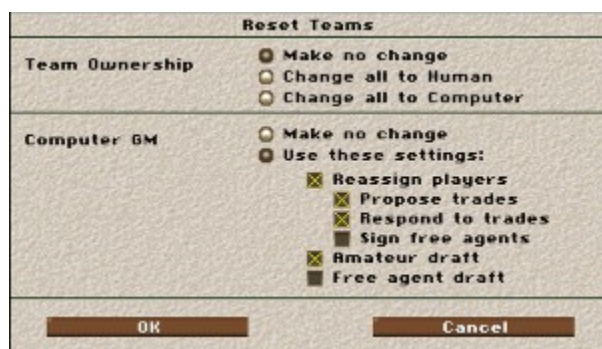 Reset Teams
Team Ownership
Make no change
Change all to Human
Change all to Computer
Computer GM
Make no change
Use these settings:
Reassign players
Propose trades
Respond to trades
Sign free agents
Amateur draft
Free agent draft
OK
Cancel